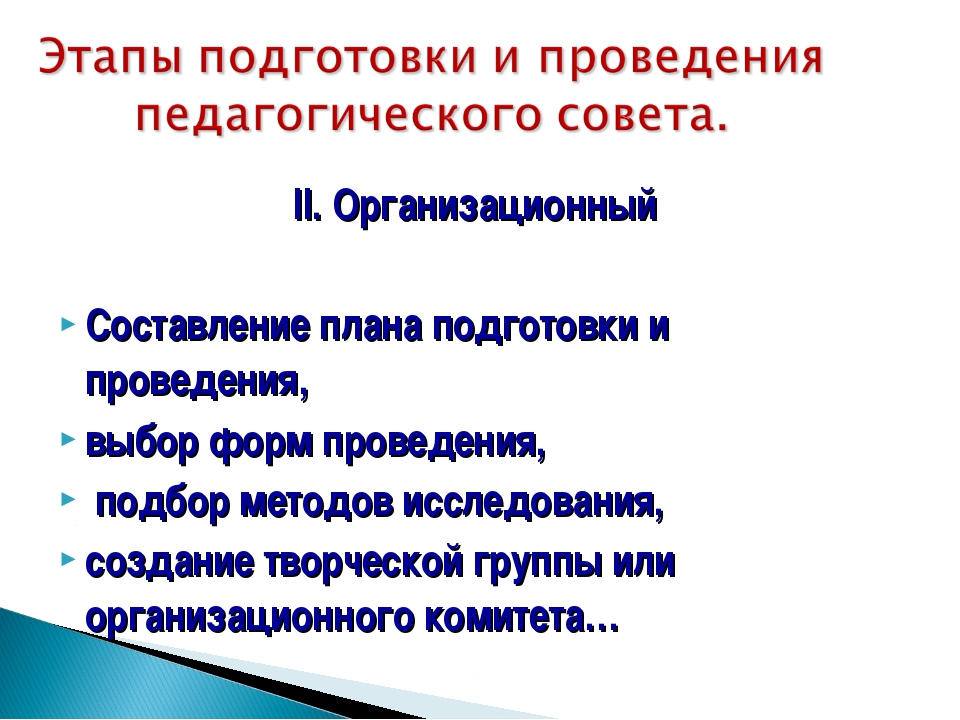 Этапы подготовки и проведения
педагогического совета.
II. Организационный
Составление плана подготовки и
проведения,
выбор форм проведения,
подбор методов исследования,
создание творческой группы или
организационного комитета…